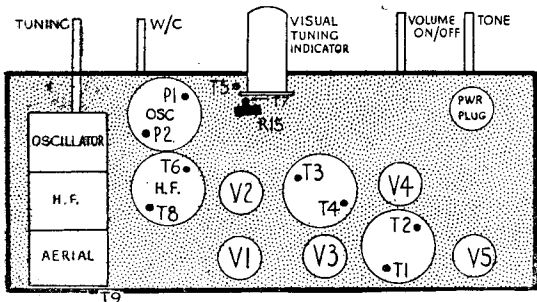 TUNING
W/C
VISUAL
TUNING
INDICATOR
VOLUME
ON/OFF
TONE
T5
T7
R15
P1
OSC
P2
PWR
PLUG
OSCILLATOR
H.F.
AERIAL
T6
H.F.
T8
V2
T3
T4
V4
T2
T1
V1
V3
V5
T9